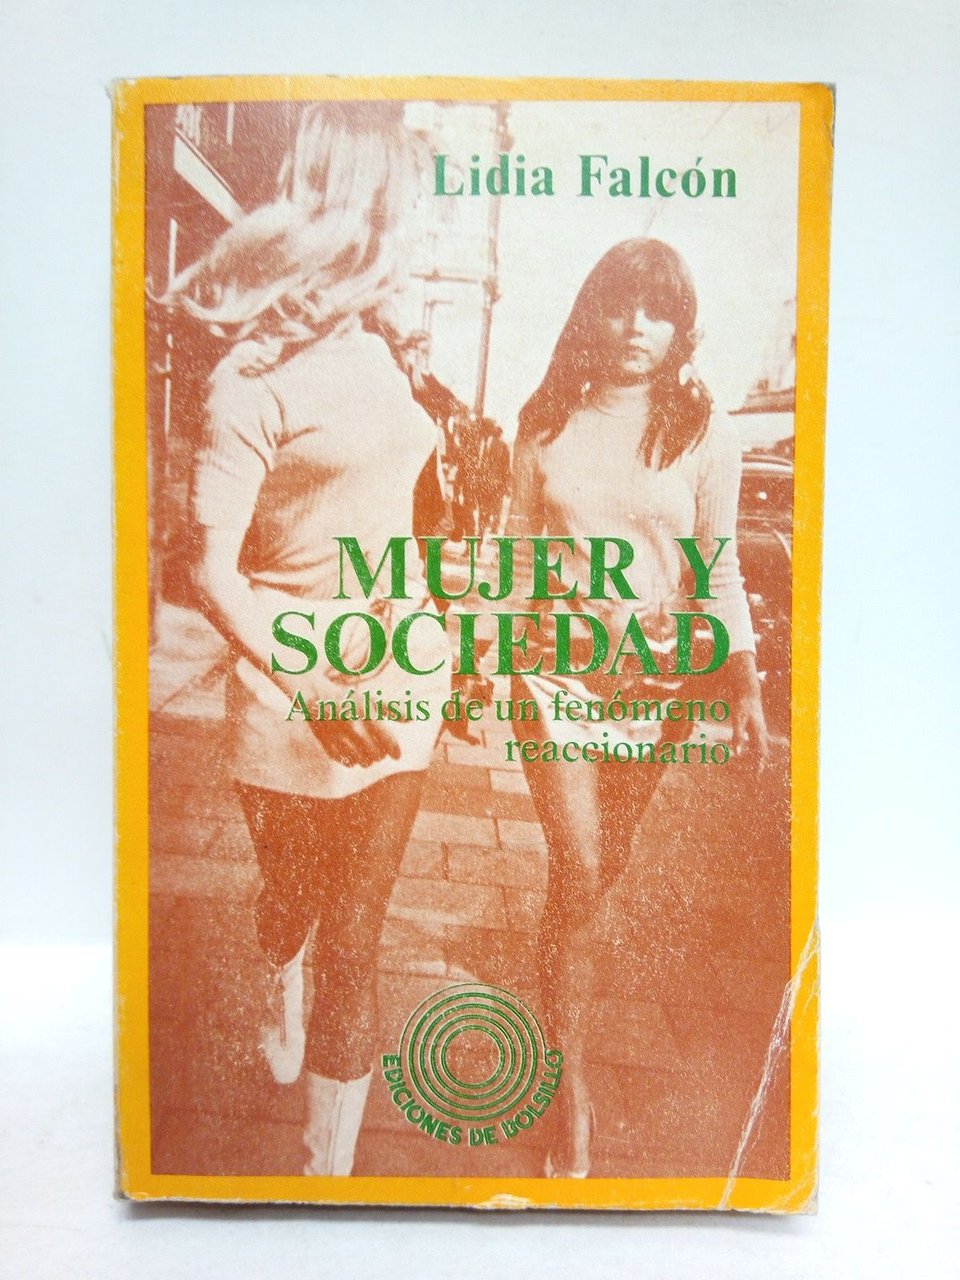 Lidia Falcón
MUJER Y
SOCIEDAD
Análisis de un fenómeno
reaccionario
EDICIONES DE BOLSILLO